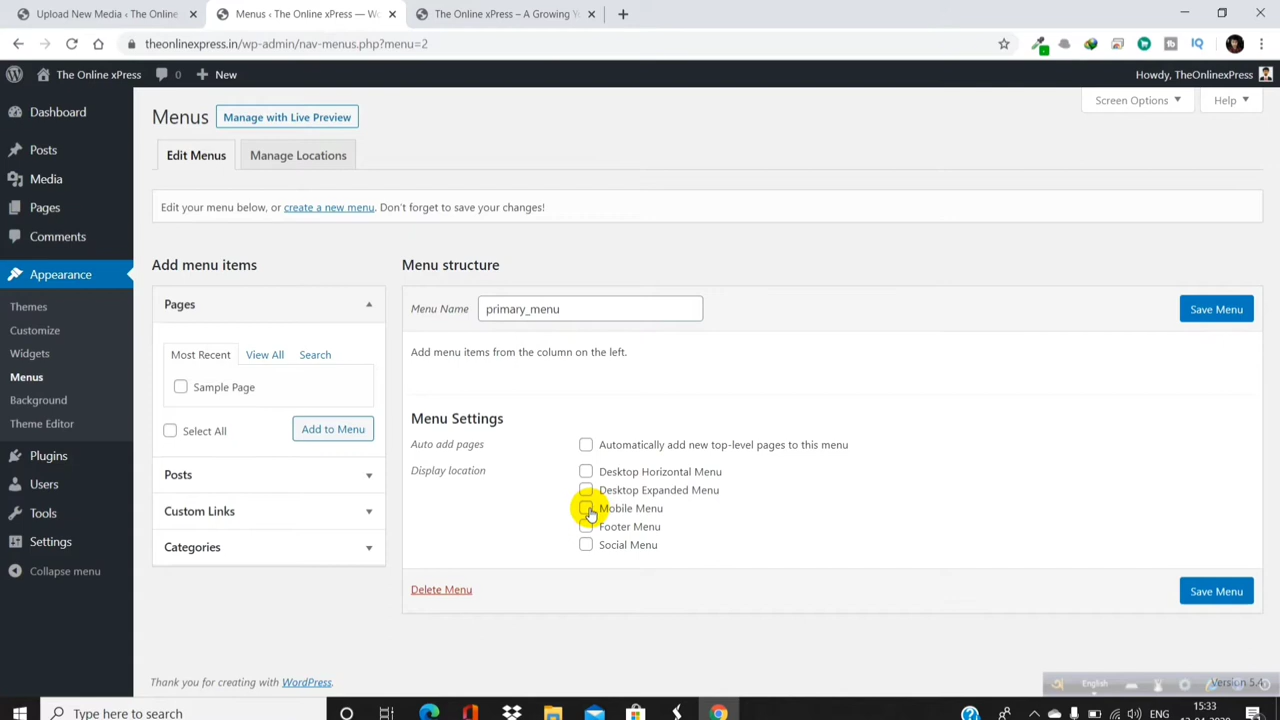 Upload New Media ‹ The Online
Menus ‹ The Online xPress — Wo
The Online xPress – A Growing Yo
theonlinexpress.in/wp-admin/nav-menus.php?menu=2
The Online xPress
0
New
Howdy, TheOnlinexPress
Dashboard
Posts
Media
Pages
Comments
Appearance
Themes
Customize
Widgets
Menus
Background
Theme Editor
Plugins
Users
Tools
Settings
Collapse menu
Menus
Manage with Live Preview
Screen Options
Help
Edit Menus
Manage Locations
Edit your menu below, or create a new menu. Don't forget to save your changes!
Add menu items
Pages
Most Recent
View All
Search
Sample Page
Select All
Add to Menu
Posts
Custom Links
Categories
Menu structure
Menu Name
primary_menu
Save Menu
Add menu items from the column on the left.
Menu Settings
Auto add pages
Automatically add new top-level pages to this menu
Display location
Desktop Horizontal Menu
Desktop Expanded Menu
Mobile Menu
Footer Menu
Social Menu
Delete Menu
Save Menu
Thank you for creating with WordPress.
Version 5.4
English
Type here to search
ENG
15:33